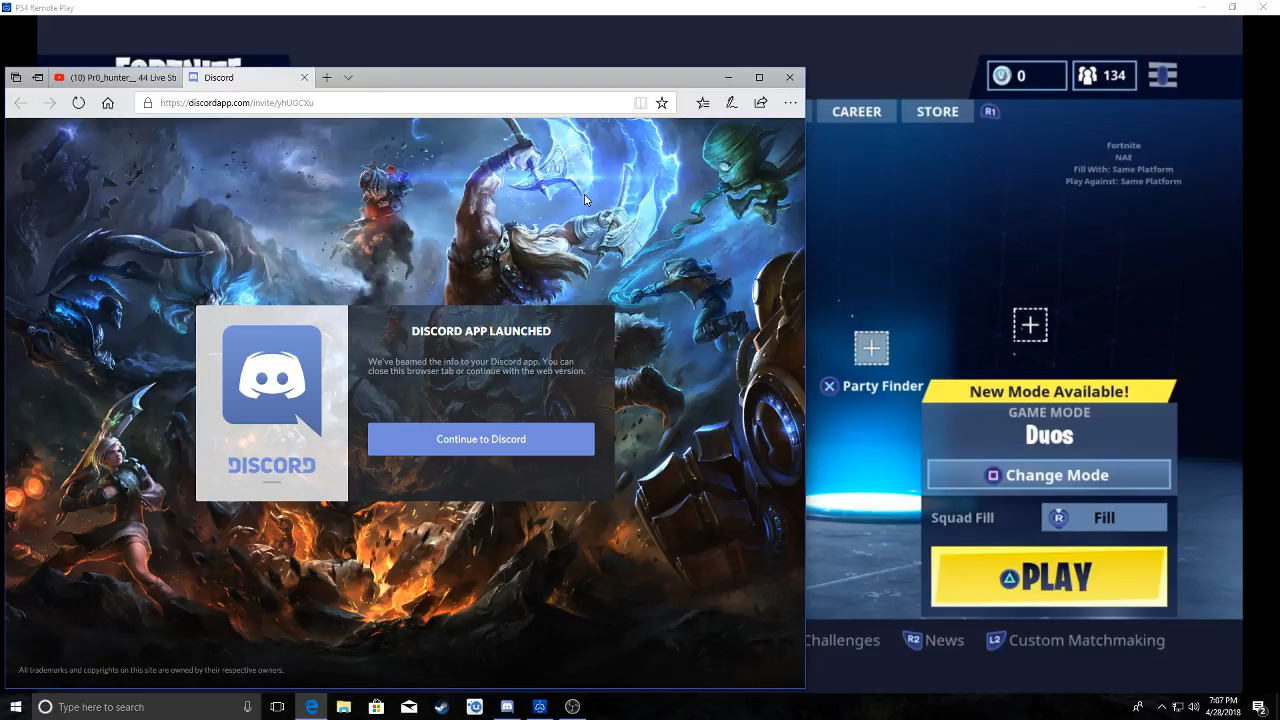 PS4 Remote Play
FORTNITE
(10) Pr0_hunter__ 44 Live St
Discord
https://discordapp.com/invite/yhUGCXu
0
134
CAREER
STORE
R1
Fortnite
NAE
Fill With: Same Platform
Play Against: Same Platform
DISCORD APP LAUNCHED
We've beamed the info to your Discord app. You can
close this browser tab or continue with the web version.
Continue to Discord
DISCORD
Party Finder
New Mode Available!
GAME MODE
Duos
Change Mode
Squad Fill
R
Fill
PLAY
Challenges
R2 News
L2 Custom Matchmaking
All trademarks and copyrights on this site are owned by their respective owners.
Type here to search
7:07 PM
4/28/2018
2